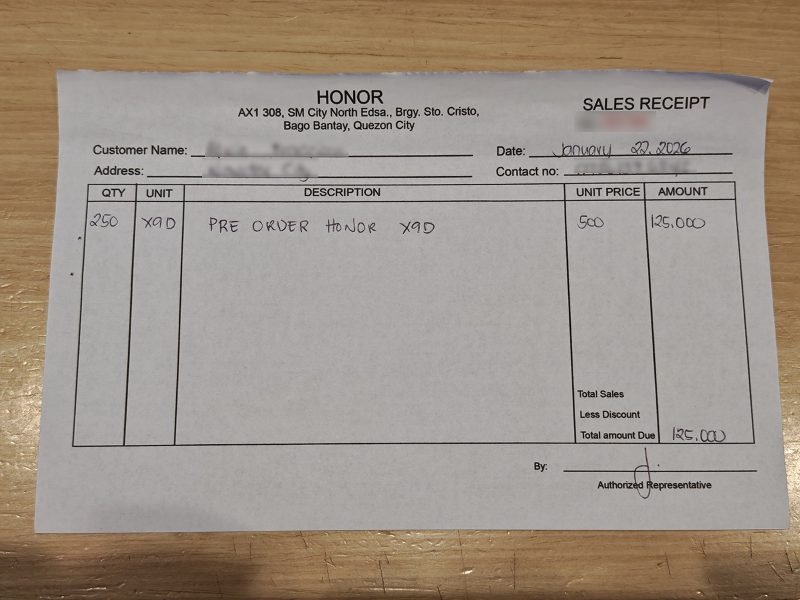 HONOR
AX1 308, SM City North Edsa., Brgy. Sto. Cristo,
Bago Bantay, Quezon City
SALES RECEIPT
Customer Name:
Date: January 22, 2026
Address:
Contact no:
QTY UNIT DESCRIPTION UNIT PRICE AMOUNT
250 X9D PRE ORDER HONOR X9D 500 125,000
Total Sales
Less Discount
Total amount Due 125,000
By:
Authorized Representative